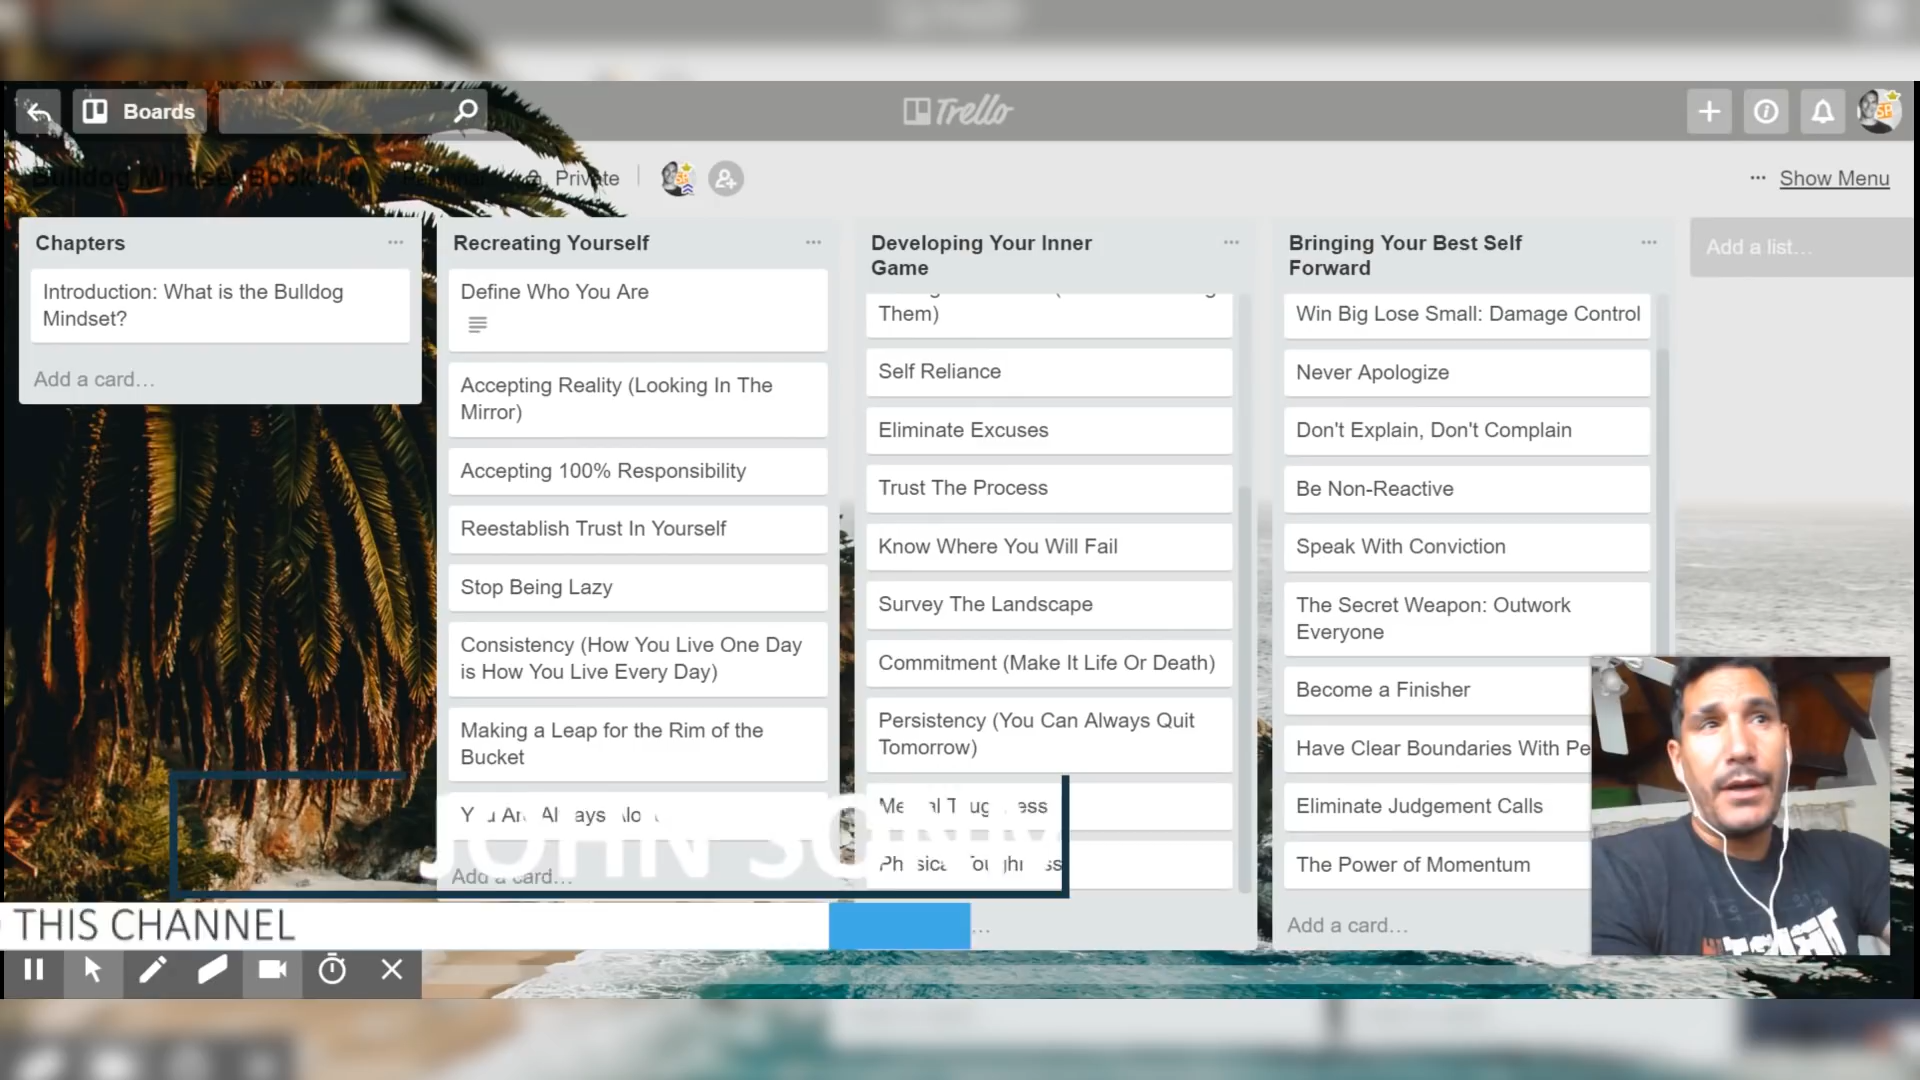 Boards
Trello
Bulldog Mindset Book
Private
Show Menu
Chapters
Introduction: What is the Bulldog
Mindset?
Add a card…
Recreating Yourself
Define Who You Are
Accepting Reality (Looking In The
Mirror)
Accepting 100% Responsibility
Reestablish Trust In Yourself
Stop Being Lazy
Consistency (How You Live One Day
is How You Live Every Day)
Making a Leap for the Rim of the
Bucket
Add a card…
Developing Your Inner
Game
Them)
Self Reliance
Eliminate Excuses
Trust The Process
Know Where You Will Fail
Survey The Landscape
Commitment (Make It Life Or Death)
Persistency (You Can Always Quit
Tomorrow)
Bringing Your Best Self
Forward
Win Big Lose Small: Damage Control
Never Apologize
Don't Explain, Don't Complain
Be Non-Reactive
Speak With Conviction
The Secret Weapon: Outwork
Everyone
Become a Finisher
Have Clear Boundaries With Pe
Eliminate Judgement Calls
The Power of Momentum
Add a card…
Add a list…
JOHN
THIS CHANNEL